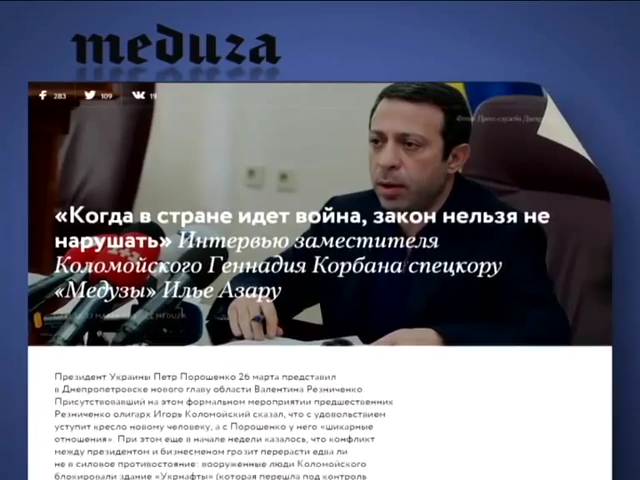 meduza
283 109 19
«Когда в стране идет война, закон нельзя не
нарушать» Интервью заместителя
Коломойского Геннадия Корбана спецкору
«Медузы» Илье Азару
Президент Украины Петр Порошенко 26 марта представил
в Днепропетровске нового главу области Валентина Резниченко.
Присутствовавший на этом формальном мероприятии предшественник
Резниченко олигарх Игорь Коломойский сказал, что с удовольствием
уступит кресло новому человеку, а с Порошенко у него «шикарные
отношения». При этом еще в начале недели казалось, что конфликт
между президентом и бизнесменом грозит перерасти едва ли
не в силовое противостояние: вооруженные люди Коломойского
блокировали здание «Укрнафты» (которая перешла под контроль